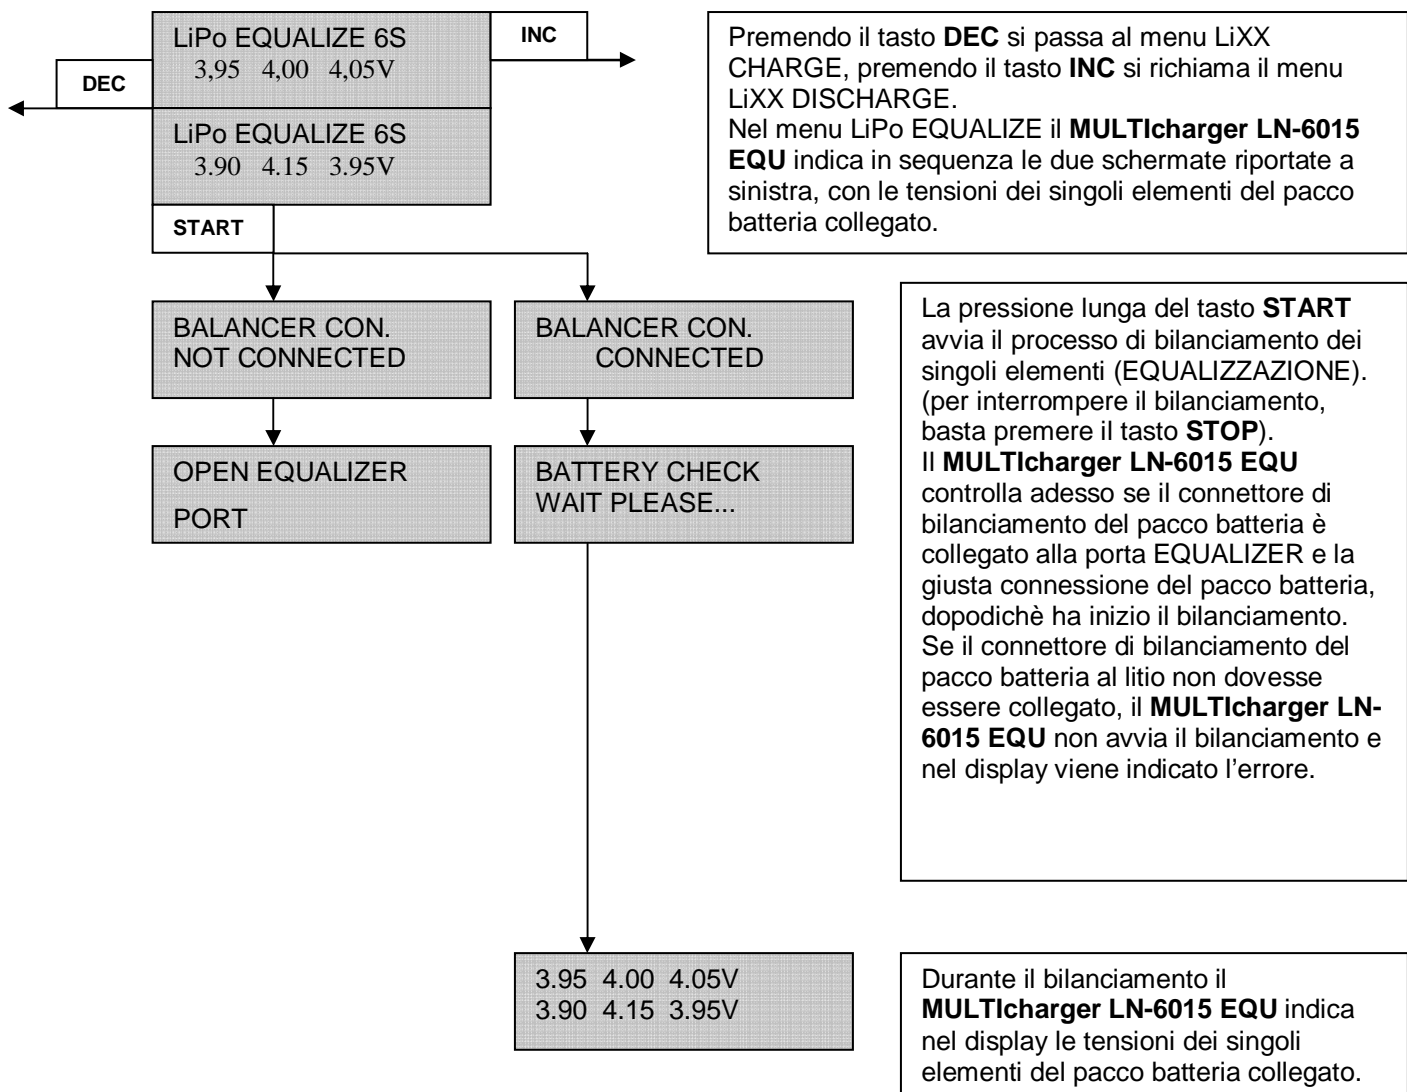 LiPo EQUALIZE 6S
3,95 4,00 4,05V
INC
DEC
LiPo EQUALIZE 6S
3.90 4.15 3.95V
START
Premendo il tasto DEC si passa al menu LiXX
CHARGE, premendo il tasto INC si richiama il menu
LiXX DISCHARGE.
Nel menu LiPo EQUALIZE il MULTIcharger LN-6015
EQU indica in sequenza le due schermate riportate a
sinistra, con le tensioni dei singoli elementi del pacco
batteria collegato.
BALANCER CON.
NOT CONNECTED
BALANCER CON.
CONNECTED
OPEN EQUALIZER
PORT
BATTERY CHECK
WAIT PLEASE...
La pressione lunga del tasto START
avvia il processo di bilanciamento dei
singoli elementi (EQUALIZZAZIONE).
(per interrompere il bilanciamento,
basta premere il tasto STOP).
Il MULTIcharger LN-6015 EQU
controlla adesso se il connettore di
bilanciamento del pacco batteria è
collegato alla porta EQUALIZER e la
giusta connessione del pacco batteria,
dopodichè ha inizio il bilanciamento.
Se il connettore di bilanciamento del
pacco batteria al litio non dovesse
essere collegato, il MULTIcharger LN-
6015 EQU non avvia il bilanciamento e
nel display viene indicato l'errore.
3.95 4.00 4.05V
3.90 4.15 3.95V
Durante il bilanciamento il
MULTIcharger LN-6015 EQU indica
nel display le tensioni dei singoli
elementi del pacco batteria collegato.